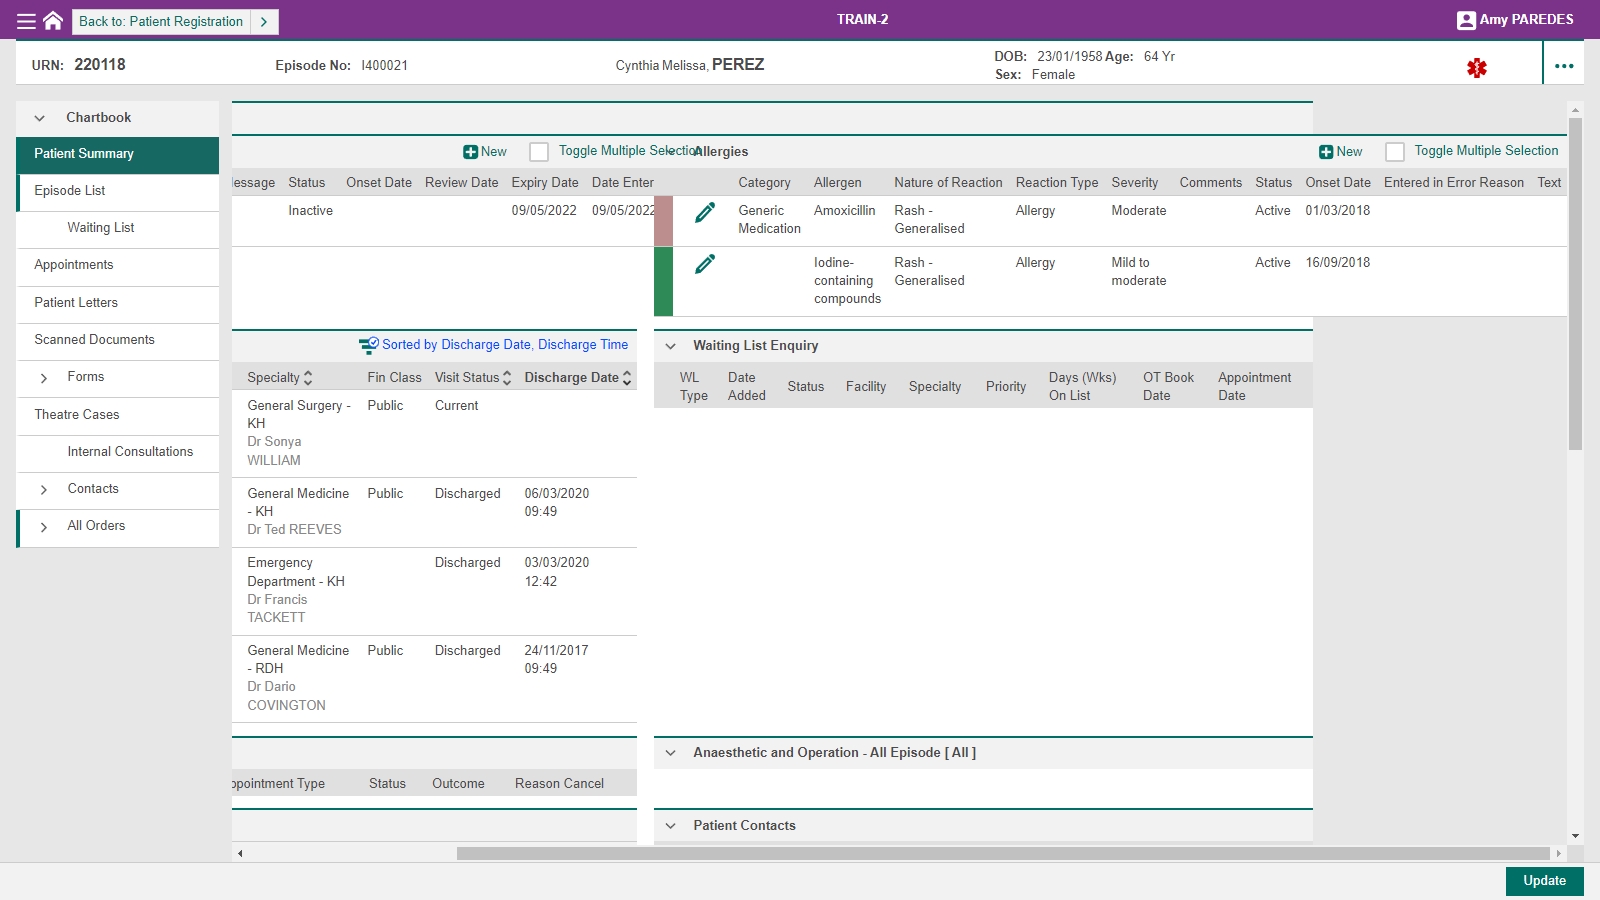 Back to: Patient Registration
TRAIN-2
Amy PAREDES
URN: 220118
Episode No: I400021
Cynthia Melissa, PEREZ
DOB: 23/01/1958 Age: 64 Yr
Sex: Female
Chartbook
Patient Summary
Episode List
Waiting List
Appointments
Patient Letters
Scanned Documents
Forms
Theatre Cases
Internal Consultations
Contacts
All Orders
New Toggle Multiple Selection
essage Status Onset Date Review Date Expiry Date Date Enter
Inactive 09/05/2022 09/05/2022
Allergies New Toggle Multiple Selection
Category Allergen Nature of Reaction Reaction Type Severity Comments Status Onset Date Entered in Error Reason Text
Generic Amoxicillin Rash - Allergy Moderate Active 01/03/2018
Medication Generalised
Iodine- Rash - Allergy Mild to Active 16/09/2018
containing Generalised moderate
compounds
Sorted by Discharge Date, Discharge Time
Specialty Fin Class Visit Status Discharge Date
General Surgery - Public Current
KH
Dr Sonya
WILLIAM
General Medicine Public Discharged 06/03/2020
- KH 09:49
Dr Ted REEVES
Emergency Discharged 03/03/2020
Department - KH 12:42
Dr Francis
TACKETT
General Medicine Public Discharged 24/11/2017
- RDH 09:49
Dr Dario
COVINGTON
Waiting List Enquiry
WL Date Status Facility Specialty Priority Days (Wks) OT Book Appointment
Type Added On List Date Date
ppointment Type Status Outcome Reason Cancel
Anaesthetic and Operation - All Episode [ All ]
Patient Contacts
Update